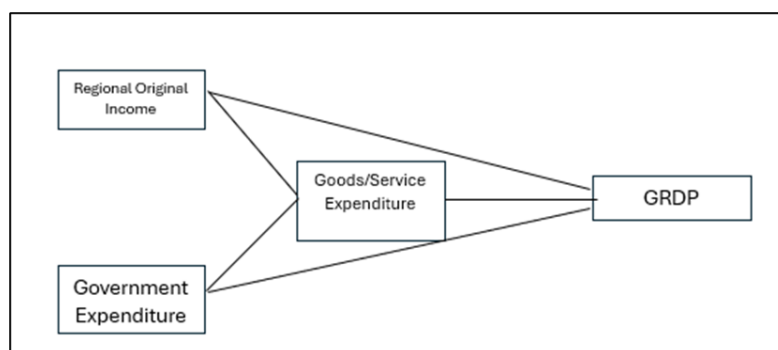 Regional Original
Income
Goods/Service
Expenditure
GRDP
Government
Expenditure